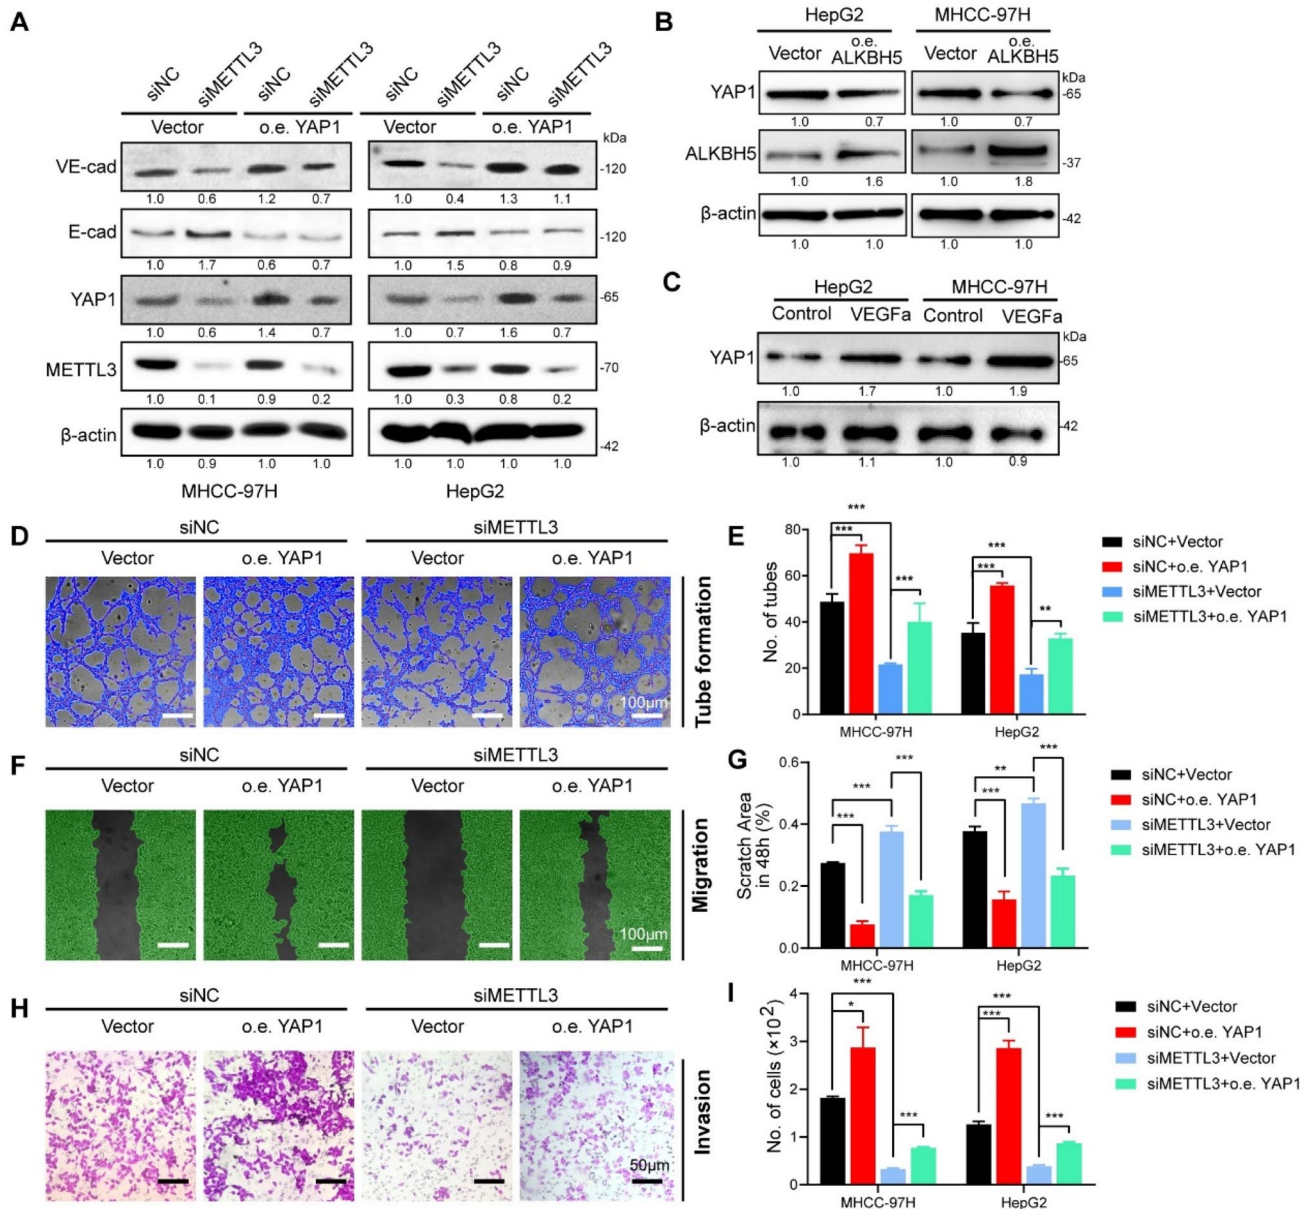 A
siNC siMETTL3 siNC siMETTL3 siNC siMETTL3 siNC siMETTL3
Vector o.e. YAP1 Vector o.e. YAP1 kDa
VE-cad -120
1.0 0.6 1.2 0.7 1.0 0.4 1.3 1.1
E-cad -120
1.0 1.7 0.6 0.7 1.0 1.5 0.8 0.9
YAP1 -65
1.0 0.6 1.4 0.7 1.0 0.7 1.6 0.7
METTL3 -70
1.0 0.1 0.9 0.2 1.0 0.3 0.8 0.2
β-actin -42
1.0 0.9 1.0 1.0 1.0 1.0 1.0 1.0
MHCC-97H HepG2
B
HepG2 MHCC-97H
Vector o.e. ALKBH5 Vector o.e. ALKBH5
kDa
YAP1 -65
1.0 0.7 1.0 0.7
ALKBH5 -37
1.0 1.6 1.0 1.8
β-actin -42
1.0 1.0 1.0 1.0
C
HepG2 MHCC-97H
Control VEGFa Control VEGFa
kDa
YAP1 -65
1.0 1.7 1.0 1.9
β-actin -42
1.0 1.1 1.0 0.9
D
siNC siMETTL3
Vector o.e. YAP1 Vector o.e. YAP1
100μm
Tube formation
E
No. of tubes
80
60
40
20
0
*** *** *** *** *** **
MHCC-97H HepG2
siNC+Vector
siNC+o.e. YAP1
siMETTL3+Vector
siMETTL3+o.e. YAP1
F
siNC siMETTL3
Vector o.e. YAP1 Vector o.e. YAP1
100μm
Migration
G
Scratch Area
in 48h (%)
0.6
0.4
0.2
0.0
*** *** *** ** *** ***
MHCC-97H HepG2
siNC+Vector
siNC+o.e. YAP1
siMETTL3+Vector
siMETTL3+o.e. YAP1
H
siNC siMETTL3
Vector o.e. YAP1 Vector o.e. YAP1
50μm
Invasion
I
No. of cells (×10²)
4
3
2
1
0
*** * *** *** *** ***
MHCC-97H HepG2
siNC+Vector
siNC+o.e. YAP1
siMETTL3+Vector
siMETTL3+o.e. YAP1